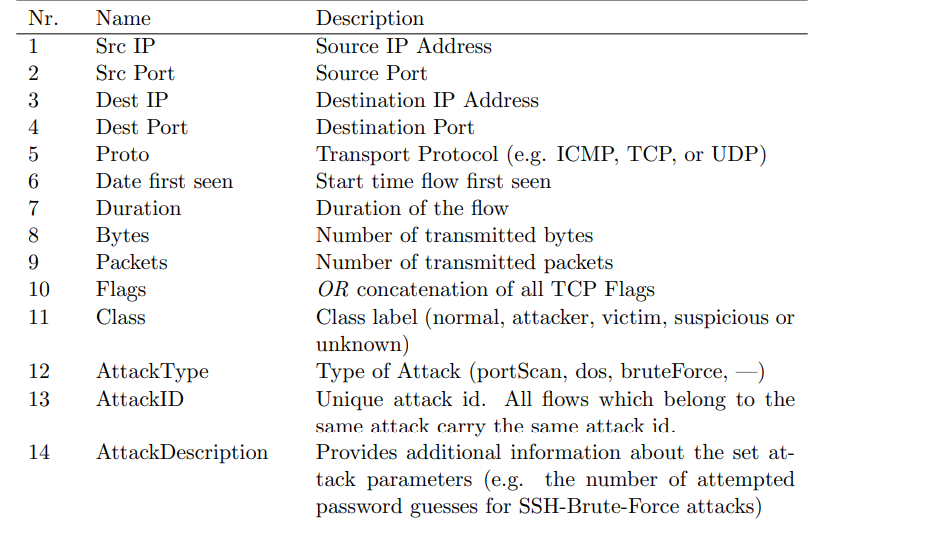 Nr. Name Description
1 Src IP Source IP Address
2 Src Port Source Port
3 Dest IP Destination IP Address
4 Dest Port Destination Port
5 Proto Transport Protocol (e.g. ICMP, TCP, or UDP)
6 Date first seen Start time flow first seen
7 Duration Duration of the flow
8 Bytes Number of transmitted bytes
9 Packets Number of transmitted packets
10 Flags OR concatenation of all TCP Flags
11 Class Class label (normal, attacker, victim, suspicious or
unknown)
12 AttackType Type of Attack (portScan, dos, bruteForce, —)
13 AttackID Unique attack id. All flows which belong to the
same attack carry the same attack id.
14 AttackDescription Provides additional information about the set at-
tack parameters (e.g. the number of attempted
password guesses for SSH-Brute-Force attacks)